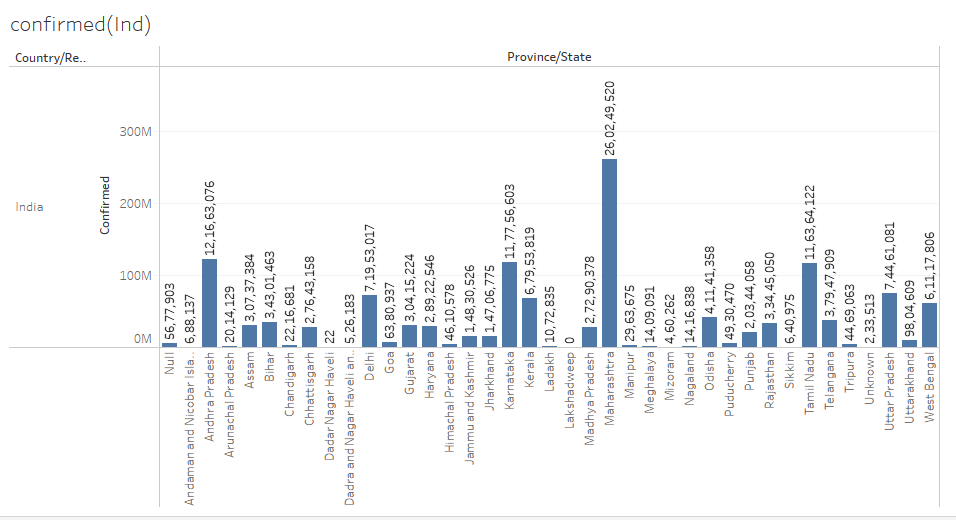 confirmed(Ind)
Country/Re..
Province/State
India
Confirmed
300M
200M
100M
0M
56,77,903
6,88,137
12,16,63,076
20,14,129
3,07,37,384
3,43,01,463
22,16,681
2,76,43,158
22
5,26,183
7,19,53,017
63,80,937
3,04,15,224
2,89,22,546
46,10,578
1,48,30,526
1,47,06,775
11,77,56,603
6,79,53,819
10,72,835
0
2,72,90,378
26,02,49,520
29,63,675
14,09,091
4,60,262
14,16,838
4,11,41,358
49,30,470
2,03,44,058
3,34,45,050
6,40,975
11,63,64,122
3,79,47,909
44,69,063
2,33,513
7,44,61,081
98,04,609
6,11,17,806
Null
Andaman and Nicobar Isla..
Andhra Pradesh
Arunachal Pradesh
Assam
Bihar
Chandigarh
Chhattisgarh
Dadar Nagar Haveli
Dadra and Nagar Haveli an..
Delhi
Goa
Gujarat
Haryana
Himachal Pradesh
Jammu and Kashmir
Jharkhand
Karnataka
Kerala
Ladakh
Lakshadweep
Madhya Pradesh
Maharashtra
Manipur
Meghalaya
Mizoram
Nagaland
Odisha
Puducherry
Punjab
Rajasthan
Sikkim
Tamil Nadu
Telangana
Tripura
Unknown
Uttar Pradesh
Uttarakhand
West Bengal